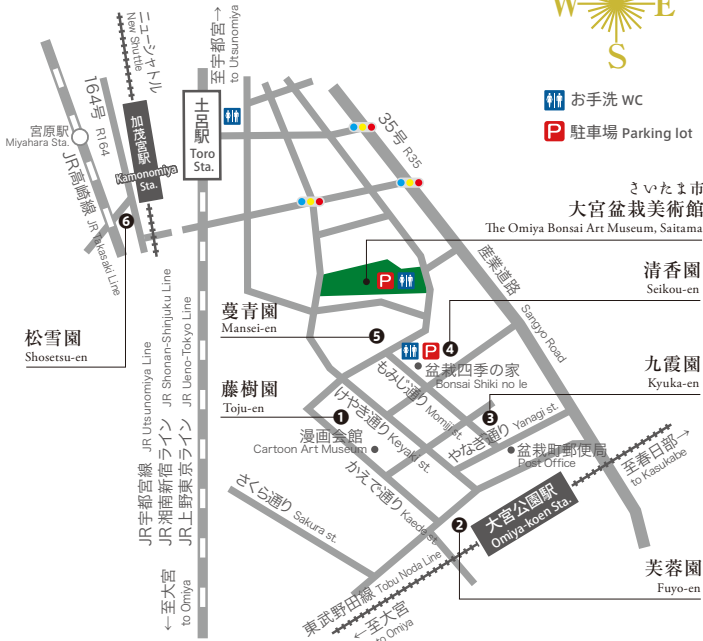 W
E
S
お手洗 WC
P 駐車場 Parking lot
ニューシャトル
New Shuttle
至宇都宮→
to Utsunomiya
164号 R164
宮原駅
Miyahara Sta.
加茂宮駅
Kamonomiya
Sta.
土呂駅
Toro
Sta.
35号 R35
JR高崎線 JR Takasaki Line
❻
さいたま市
大宮盆栽美術館
The Omiya Bonsai Art Museum, Saitama
P
産業道路 Sangyo Road
清香園
Seikou-en
蔓青園
Mansei-en
❺
P
❹
松雪園
Shosetsu-en
盆栽四季の家
Bonsai Shiki no Ie
九霞園
Kyuka-en
藤樹園
Toju-en
❶
もみじ通り Momiji st.
けやき通り Keyaki st.
❸
やなぎ通り Yanagi st.
漫画会館
Cartoon Art Museum
盆栽町郵便局
Post Office
かえで通り Kaede st.
さくら通り Sakura st.
至春日部→
to Kasukabe
大宮公園駅
Omiya-koen Sta.
❷
JR宇都宮線 JR Utsunomiya Line
JR湘南新宿ライン JR Shonan-Shinjuku Line
JR上野東京ライン JR Ueno-Tokyo Line
芙蓉園
Fuyo-en
←至大宮
to Omiya
東武野田線 Tobu Noda Line
←至大宮
to Omiya